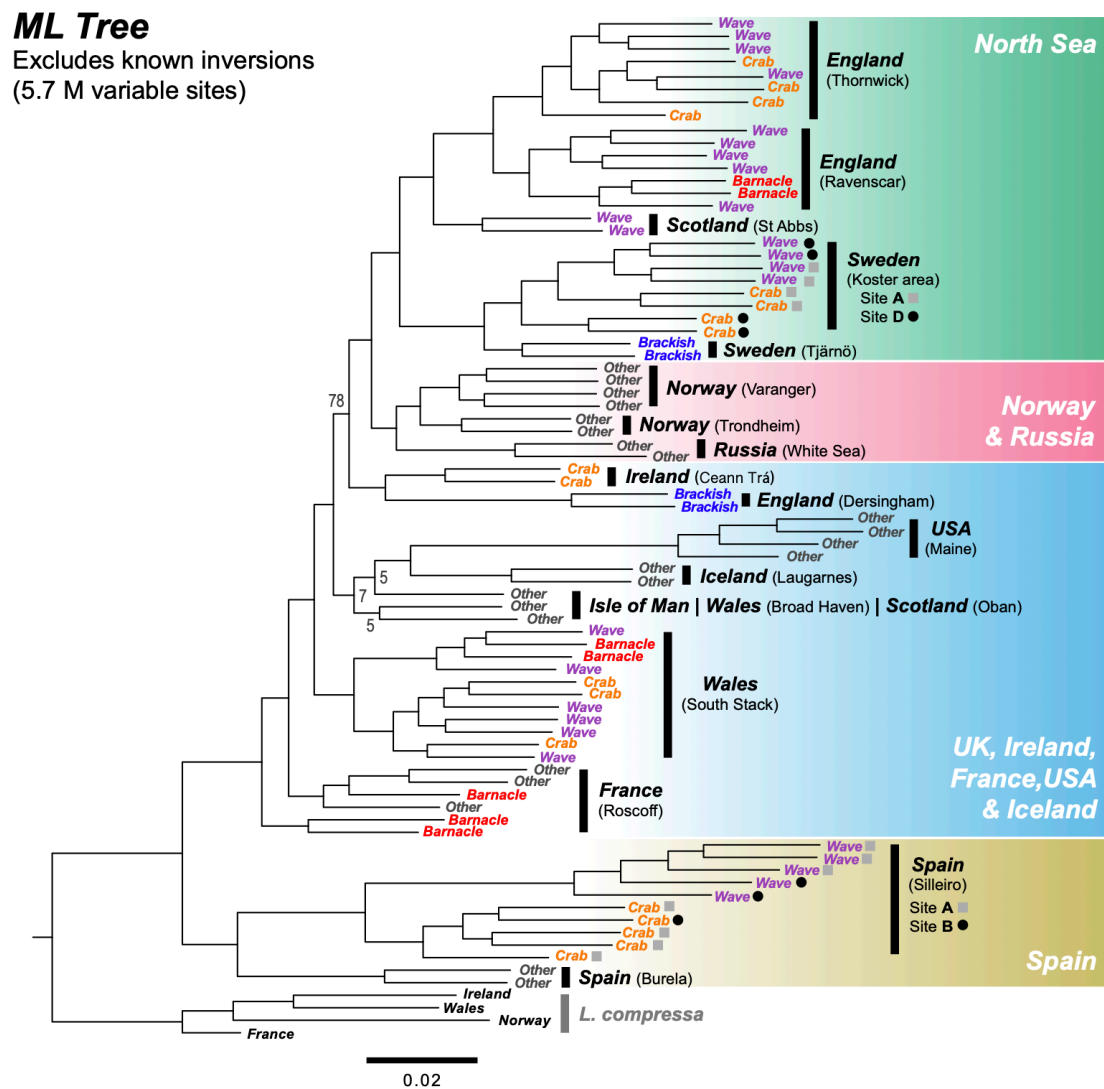 ML Tree
Excludes known inversions
(5.7 M variable sites)
North Sea
Wave
Wave
Wave
Crab
Wave
Crab
Crab
Crab
England
(Thornwick)
Wave
Wave
Wave
Wave
Barnacle
Barnacle
Wave
England
(Ravenscar)
Wave
Wave
Scotland (St Abbs)
Wave
Wave
Wave
Wave
Crab
Crab
Crab
Crab
Sweden
(Koster area)
Site A
Site D
Brackish
Brackish
Sweden (Tjärnö)
Norway
& Russia
Other
Other
Other
Other
Norway (Varanger)
Other
Other
Norway (Trondheim)
Other
Other
Russia (White Sea)
78
Crab
Crab
Ireland (Ceann Trá)
Brackish
Brackish
England (Dersingham)
Other
Other
Other
Other
USA
(Maine)
Other
Other
Iceland (Laugarnes)
5
7
5
Other
Other
Other
Isle of Man | Wales (Broad Haven) | Scotland (Oban)
Wave
Barnacle
Barnacle
Wave
Crab
Crab
Wave
Wave
Wave
Crab
Wave
Wales
(South Stack)
UK, Ireland,
France,USA
& Iceland
Other
Other
Barnacle
Other
Barnacle
Barnacle
France
(Roscoff)
Wave
Wave
Wave
Wave
Wave
Crab
Crab
Crab
Crab
Crab
Spain
(Silleiro)
Site A
Site B
Spain
Other
Other
Spain (Burela)
Ireland
Wales
Norway
France
L. compressa
0.02